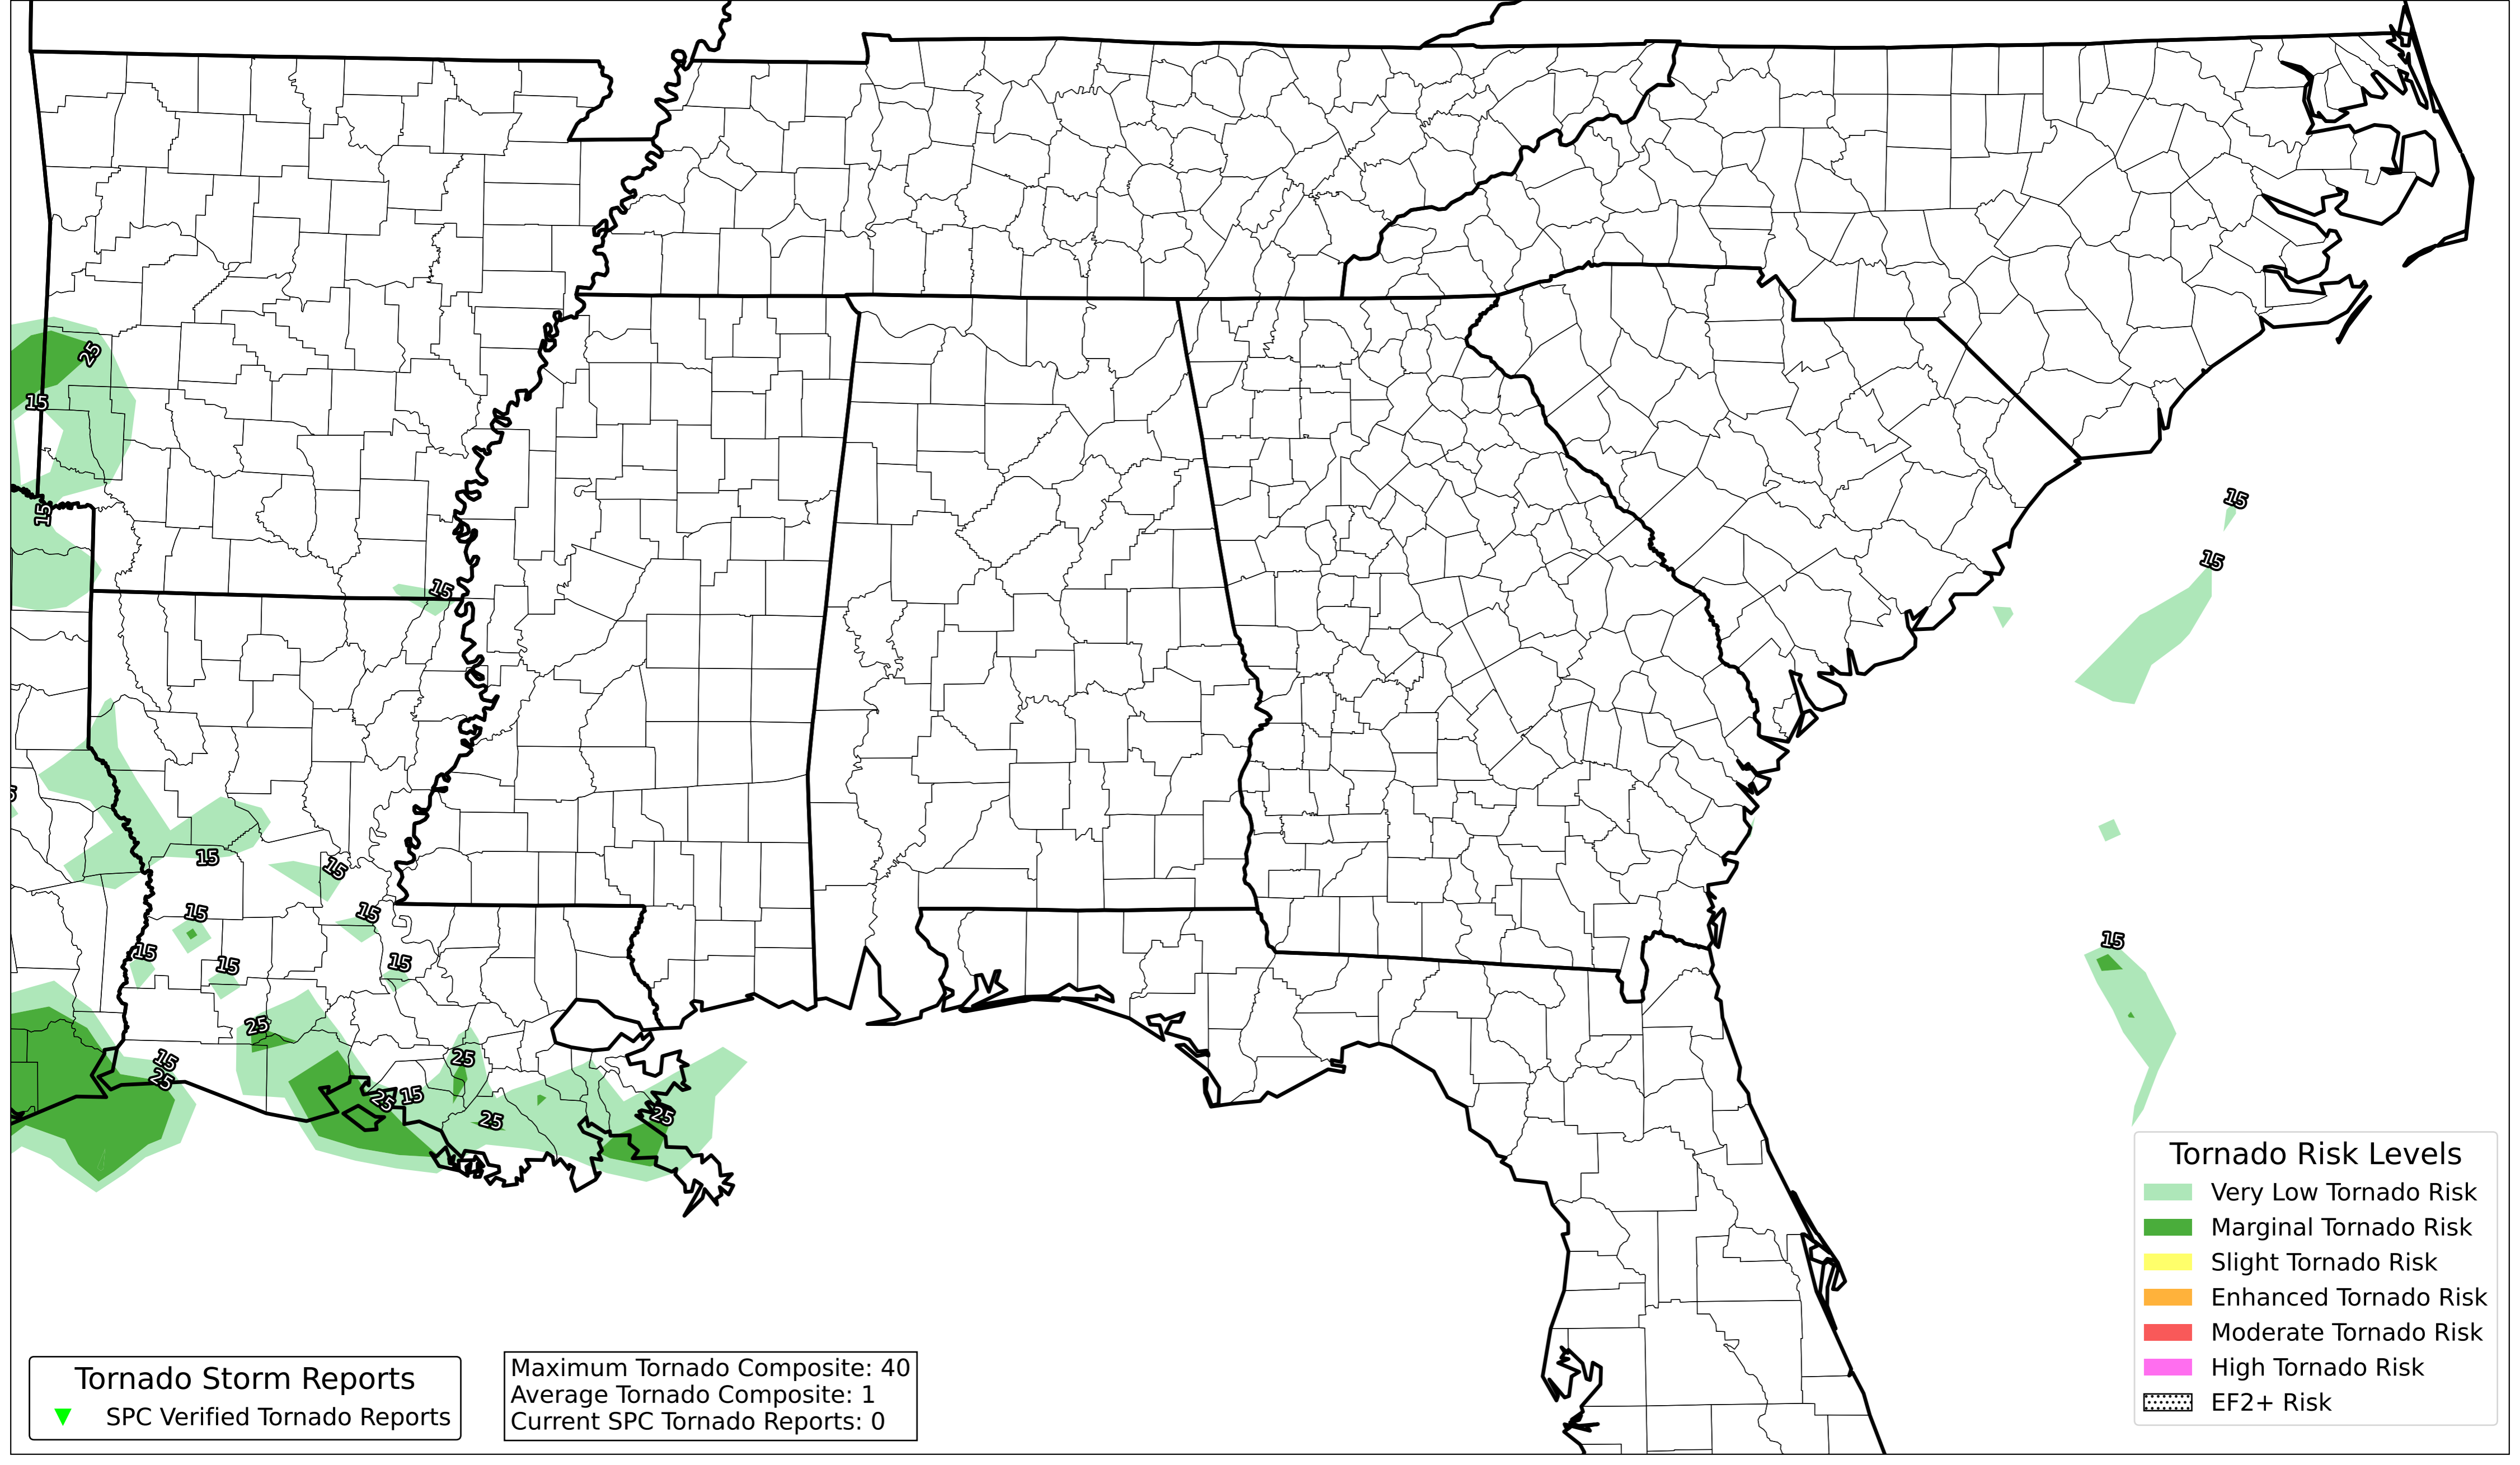 25
15
15
15
15
15
15
15
15
15
15
15
15
15
25
15
25
25
15
25
25
25
Tornado Risk Levels
Very Low Tornado Risk
Marginal Tornado Risk
Slight Tornado Risk
Enhanced Tornado Risk
Moderate Tornado Risk
High Tornado Risk
EF2+ Risk
Tornado Storm Reports
SPC Verified Tornado Reports
Maximum Tornado Composite: 40
Average Tornado Composite: 1
Current SPC Tornado Reports: 0